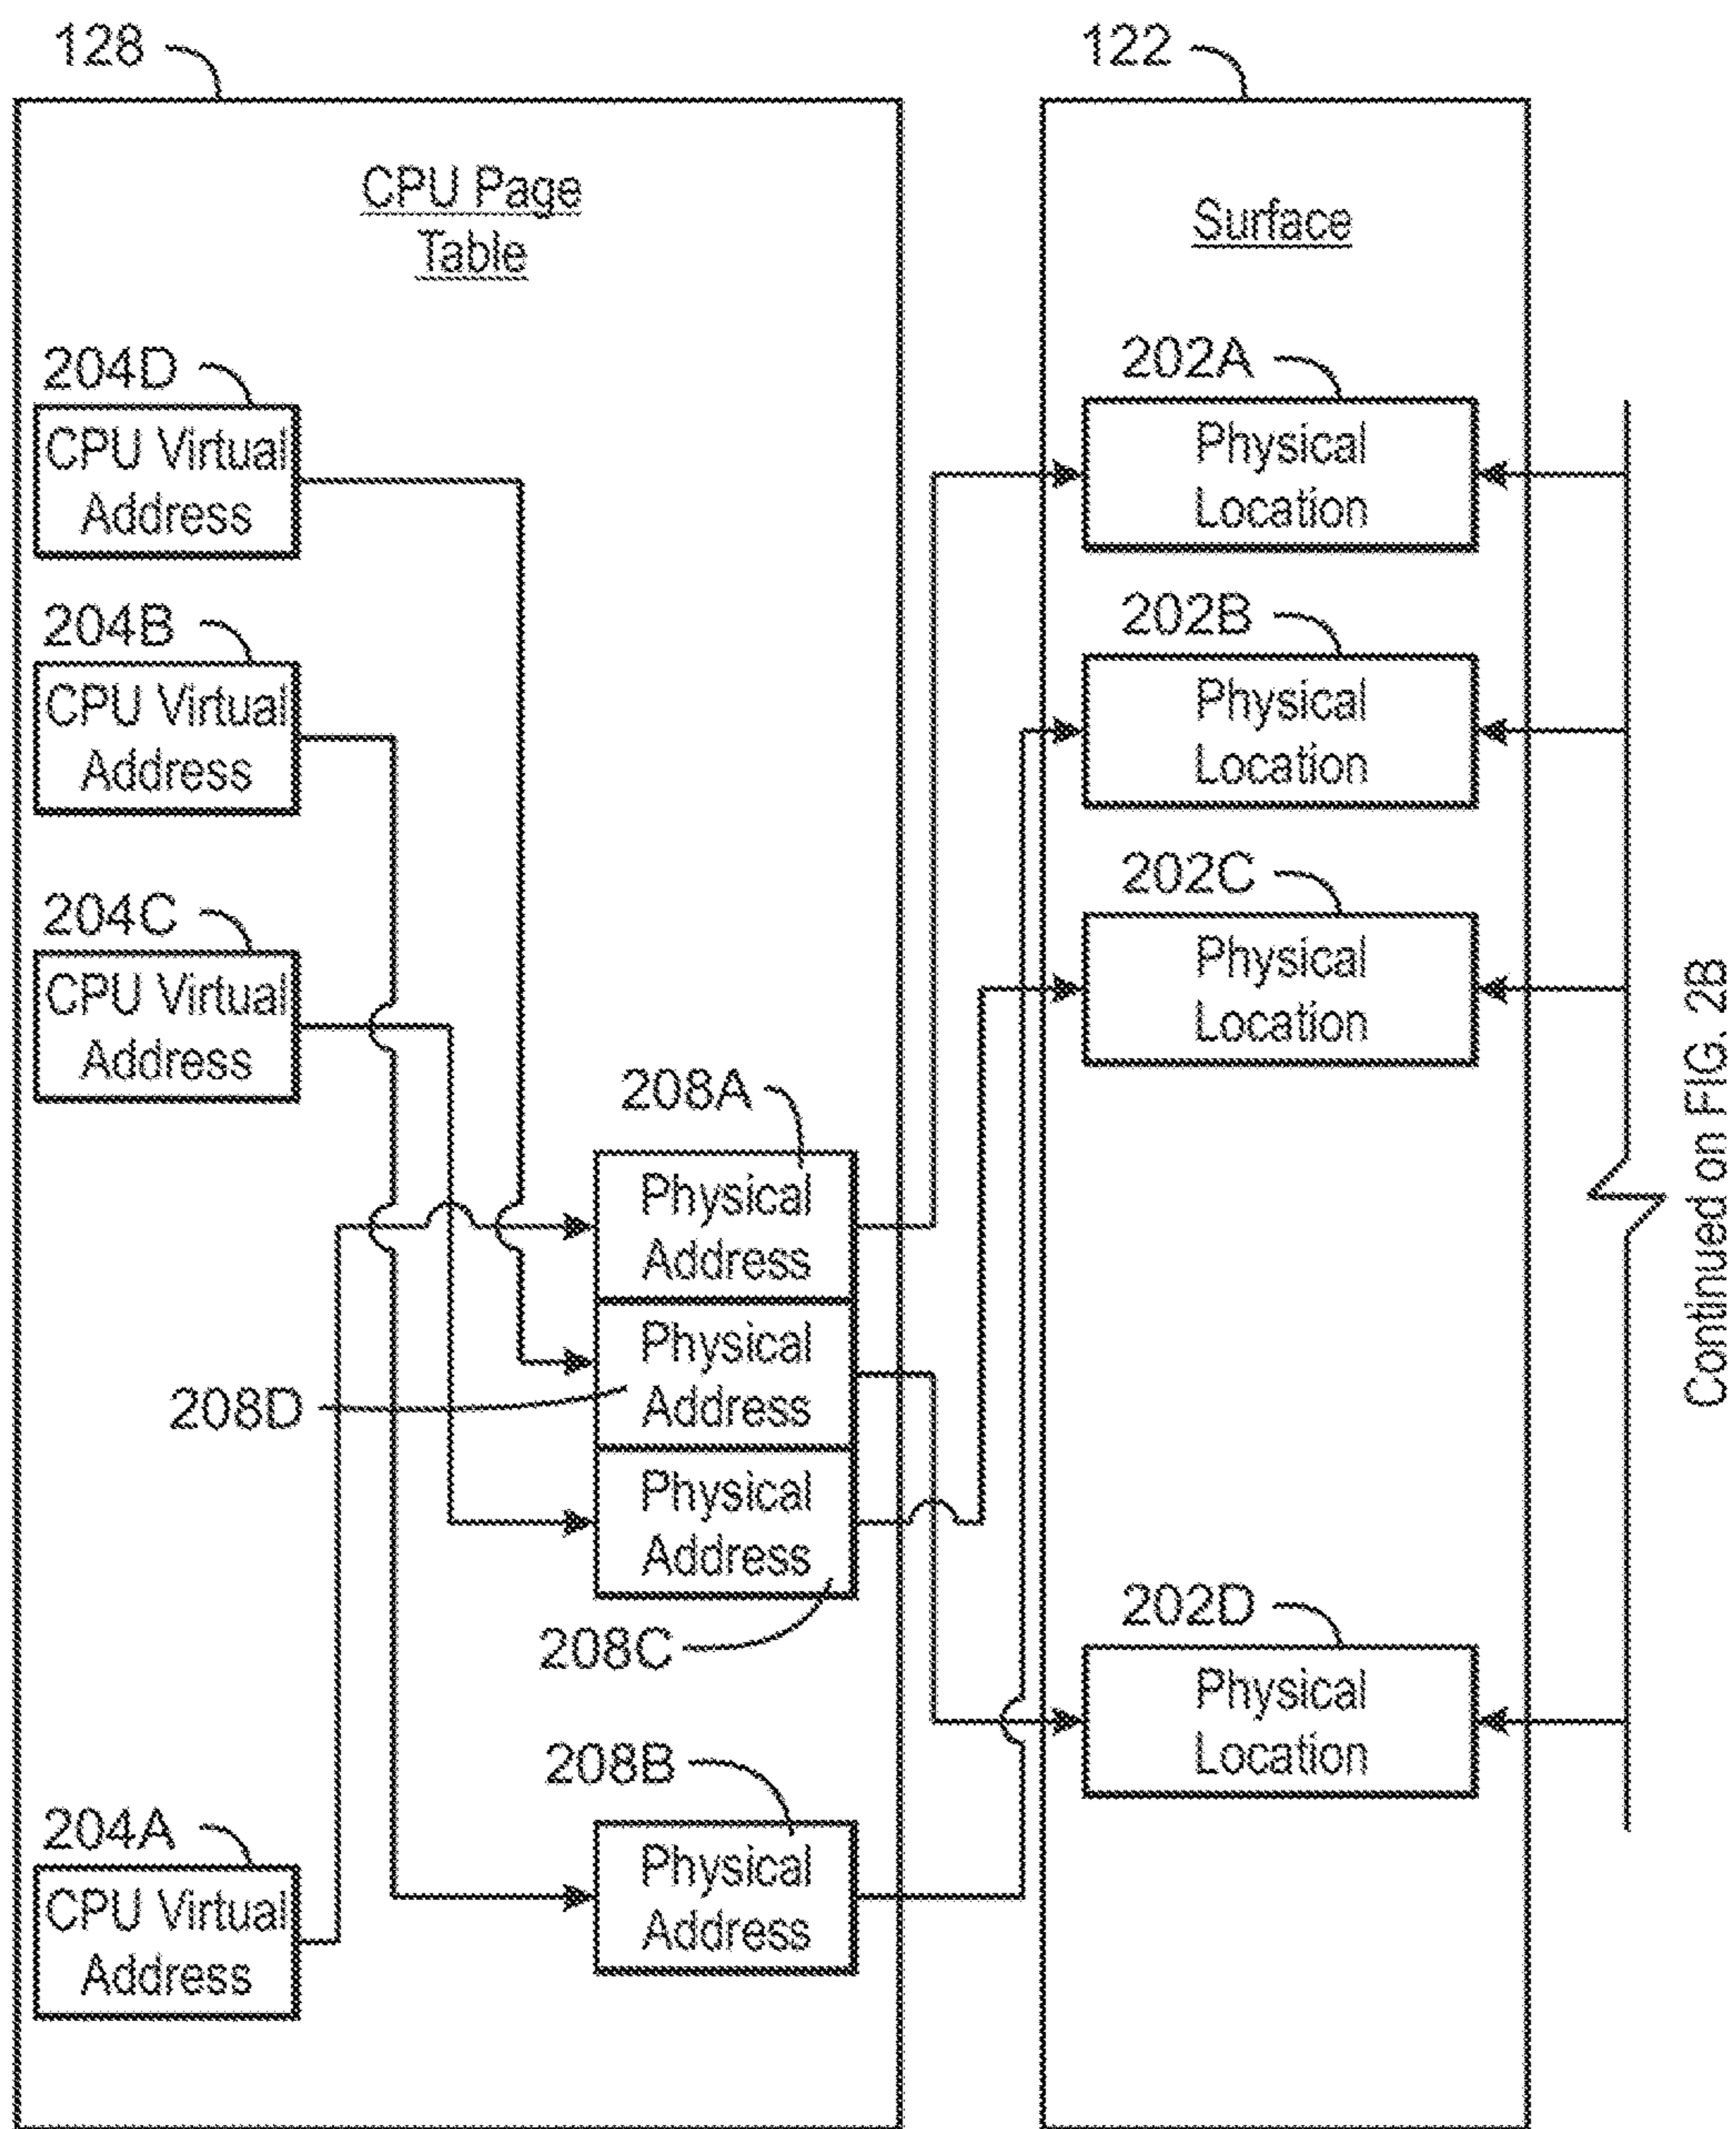 128
122
CPU Page
Table
Surface
204D
CPU Virtual
Address
204B
CPU Virtual
Address
204C
CPU Virtual
Address
208A
Physical
Address
Physical
Address
208D
Physical
Address
208C
208B
Physical
Address
204A
CPU Virtual
Address
202A
Physical
Location
202B
Physical
Location
202C
Physical
Location
202D
Physical
Location
Continued on FIG. 2B